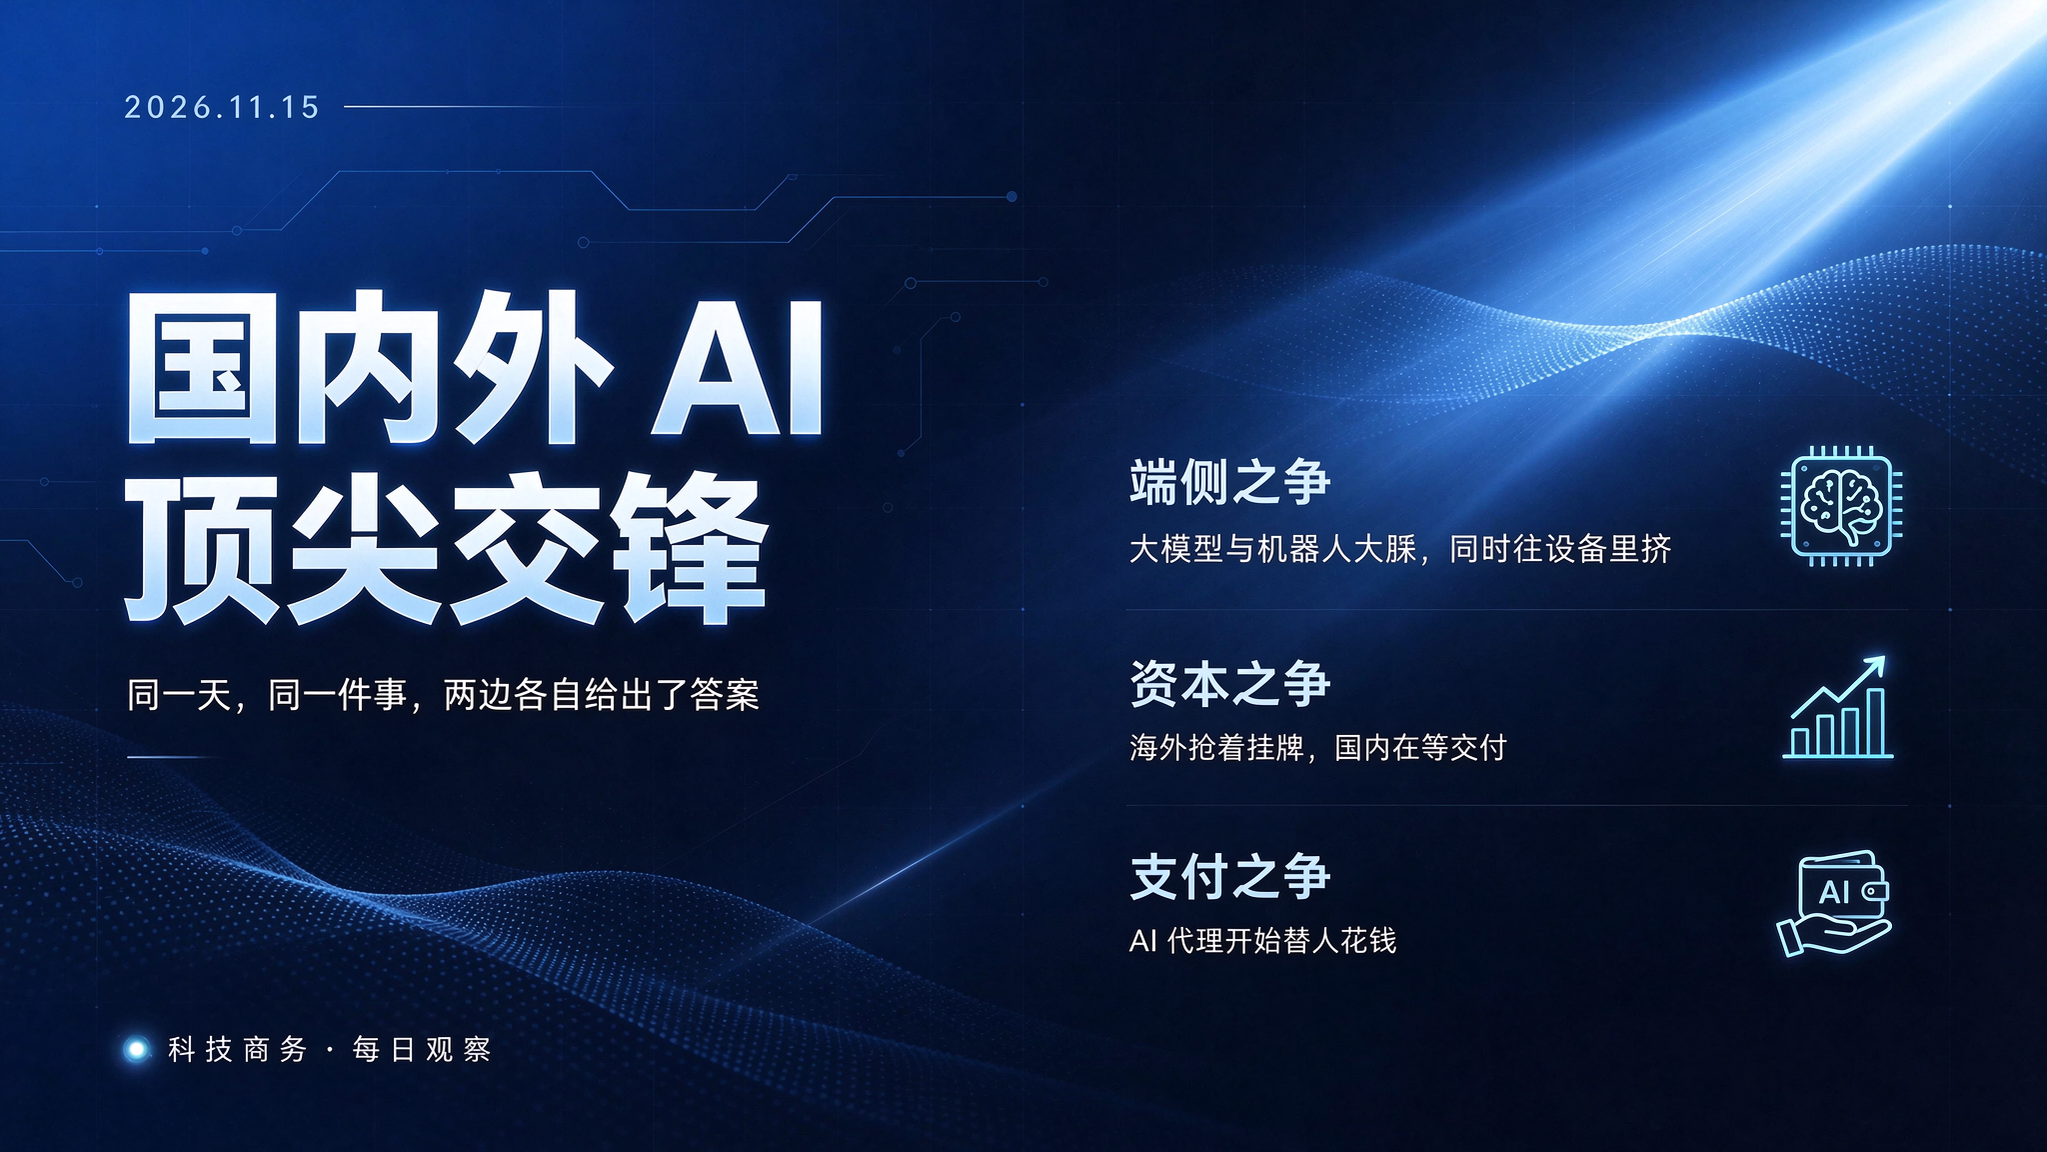 2026.11.15
国内外 AI
顶尖交锋
同一天，同一件事，两边各自给出了答案
科技商务 · 每日观察
端侧之争
大模型与机器人大脎，同时往设备里挤
资本之争
海外抢着挂牌，国内在等交付
支付之争
AI 代理开始替人花钱
AI